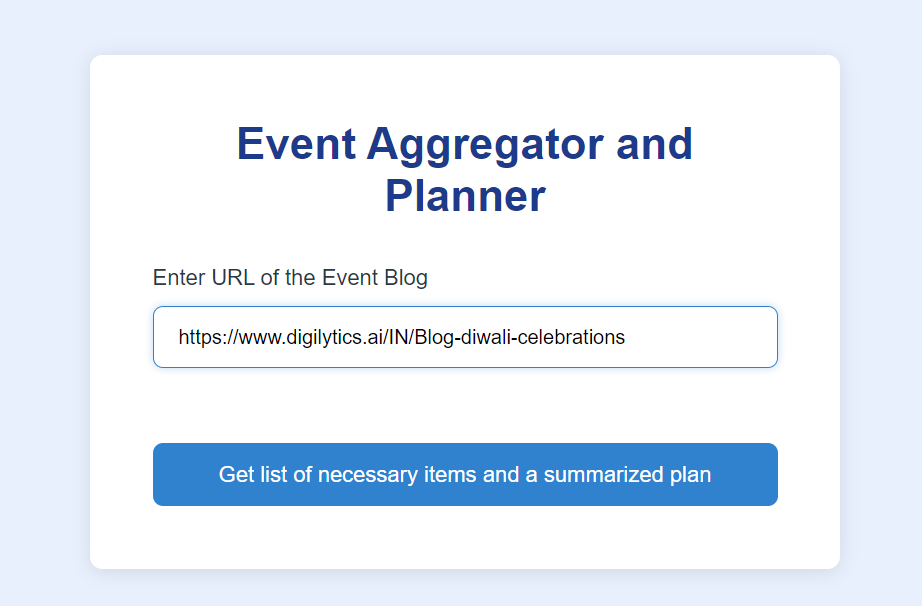 Event Aggregator and
Planner
Enter URL of the Event Blog
https://www.digilytics.ai/IN/Blog-diwali-celebrations
Get list of necessary items and a summarized plan